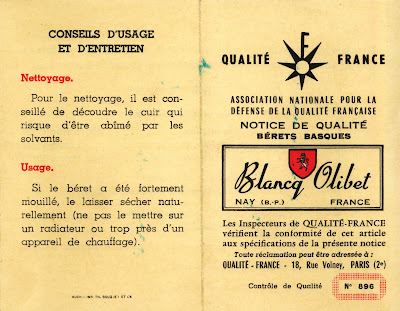 CONSEILS D'USAGE
ET D'ENTRETIEN
Nettoyage.
Pour le nettoyage, il est con-
seillé de découdre le cuir qui
risque d'être abîmé par les
solvants.
Usage.
Si le béret a été fortement
mouillé, le laisser sécher natu-
rellement (ne pas le mettre sur
un radiateur ou trop près d'un
appareil de chauffage).
QUALITÉ F FRANCE
ASSOCIATION NATIONALE POUR LA
DÉFENSE DE LA QUALITÉ FRANÇAISE
NOTICE DE QUALITÉ
BÉRETS BASQUES
Blancq Olibet
NAY (B.-P.) FRANCE
Les Inspecteurs de QUALITÉ-FRANCE
vérifient la conformité de cet article
aux spécifications de la présente notice
Toute réclamation peut être adressée à :
QUALITÉ - FRANCE - 18, Rue Volney, PARIS (2e)
Contrôle de Qualité N° 896